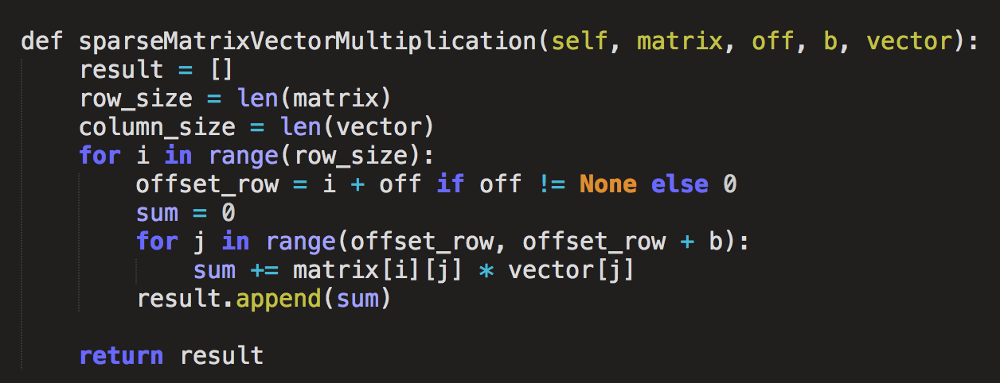 def sparseMatrixVectorMultiplication(self, matrix, off, b, vector):
    result = []
    row_size = len(matrix)
    column_size = len(vector)
    for i in range(row_size):
        offset_row = i + off if off != None else 0
        sum = 0
        for j in range(offset_row, offset_row + b):
            sum += matrix[i][j] * vector[j]
        result.append(sum)
    return result